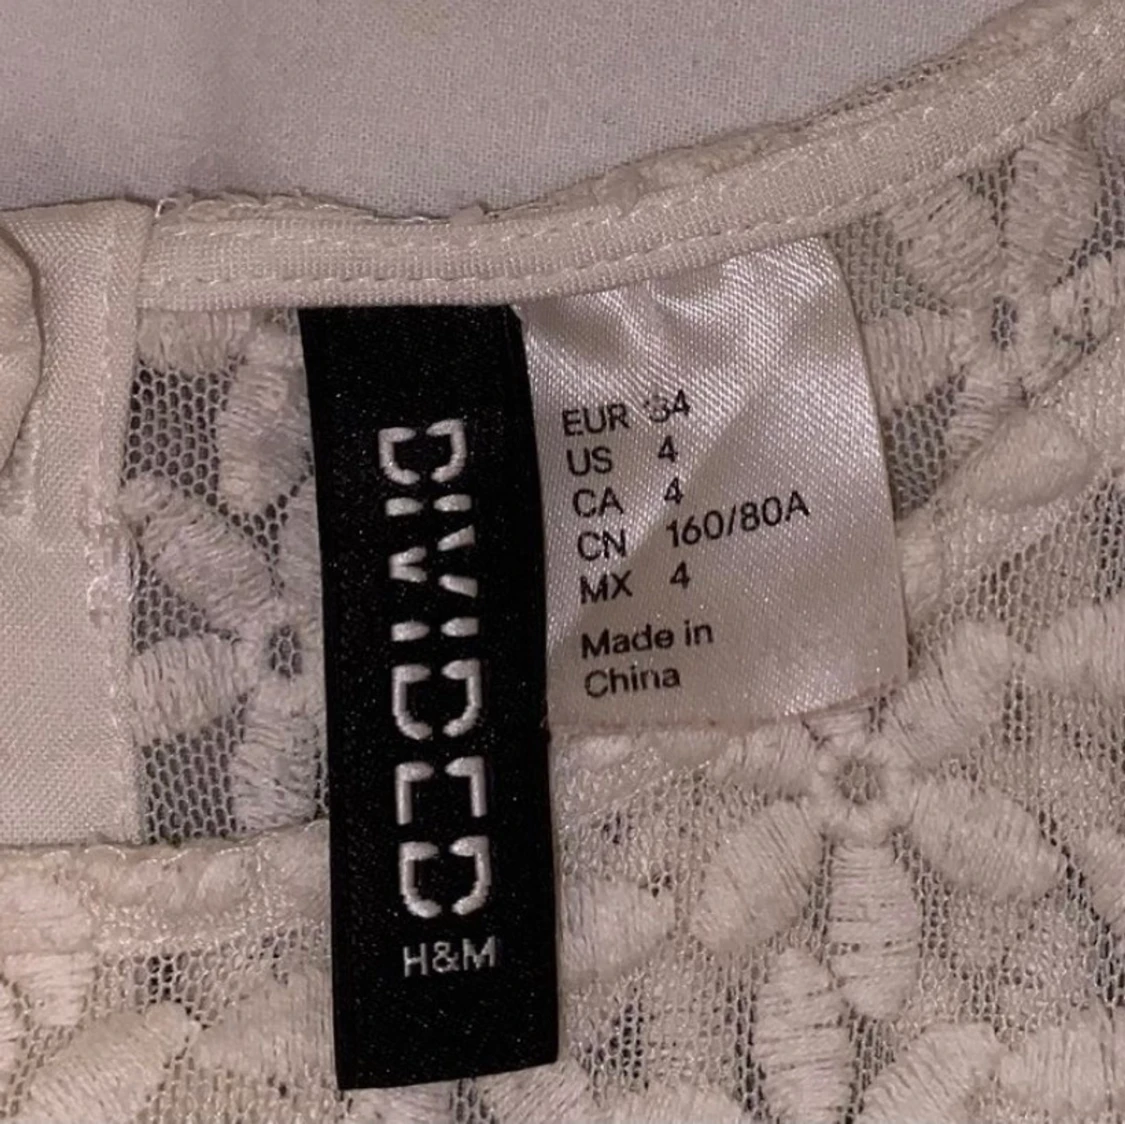 DIVIDED
H&M
EUR 34
US 4
CA 4
CN 160/80A
MX 4
Made in
China